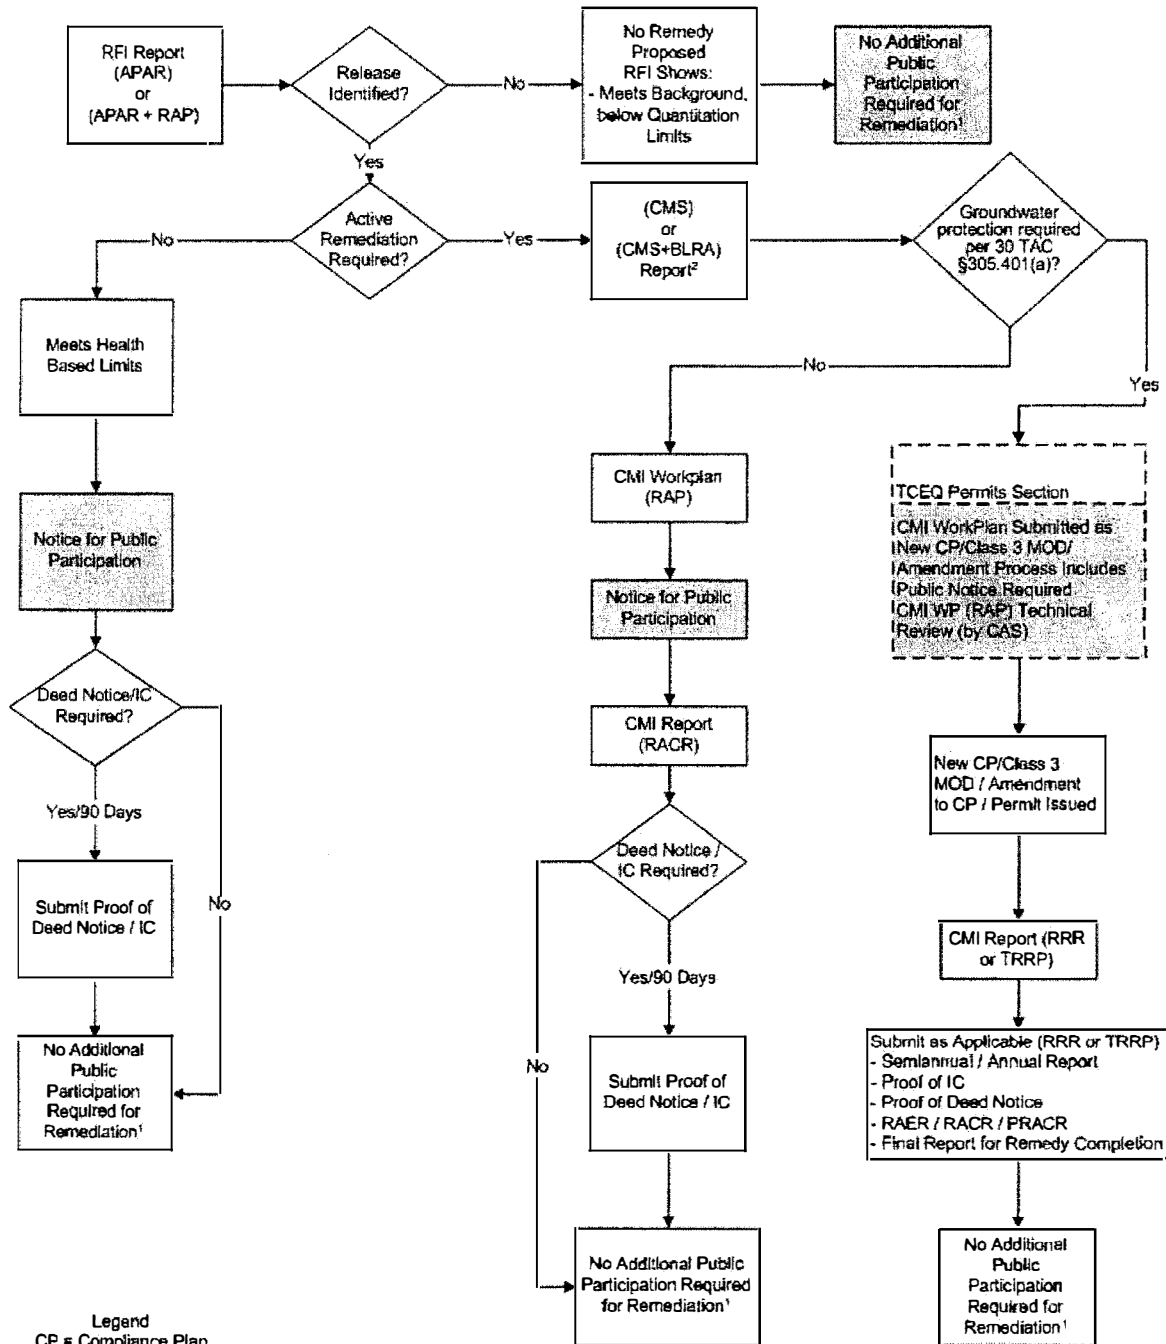 RFI Report
(APAR)
or
(APAR + RAP)
Release
Identified?
No
No Remedy
Proposed
RFI Shows:
- Meets Background,
below Quantitation
Limits
No Additional
Public
Participation
Required for
Remediation¹
Yes
Active
Remediation
Required?
No
Yes
(CMS)
or
(CMS+BLRA)
Report²
Groundwater
protection required
per 30 TAC
§305.401(a)?
No
Yes
Meets Health
Based Limits
Notice for Public
Participation
Deed Notice/IC
Required?
Yes/90 Days
No
Submit Proof of
Deed Notice / IC
No Additional
Public
Participation
Required for
Remediation¹
CMI Workplan
(RAP)
Notice for Public
Participation
CMI Report
(RACR)
Deed Notice /
IC Required?
Yes/90 Days
No
Submit Proof of
Deed Notice / IC
No Additional Public
Participation Required
for Remediation¹
TCEQ Permits Section
CMI WorkPlan Submitted as
New CP/Class 3 MOD/
Amendment Process Includes
Public Notice Required
CMI WP (RAP) Technical
Review (by CAS)
New CP/Class 3
MOD / Amendment
to CP / Permit Issued
CMI Report (RRR
or TRRP)
Submit as Applicable (RRR or TRRP)
- Semiannual / Annual Report
- Proof of IC
- Proof of Deed Notice
- RAER / RACR / PRACR
- Final Report for Remedy Completion
No Additional
Public
Participation
Required for
Remediation¹
Legend
CP = Compliance Plan